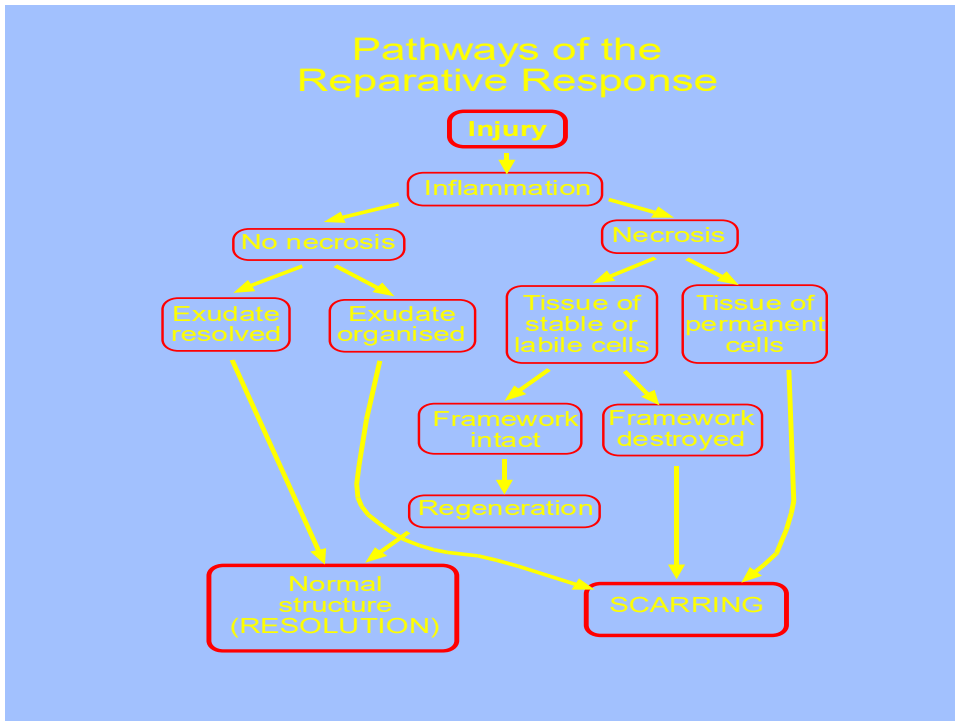 Pathways of the
Reparative Response
Injury
Inflammation
No necrosis
Necrosis
Exudate
resolved
Exudate
organised
Tissue of
stable or
labile cells
Tissue of
permanent
cells
Framework
intact
Framework
destroyed
Regeneration
Normal
structure
(RESOLUTION)
SCARRING